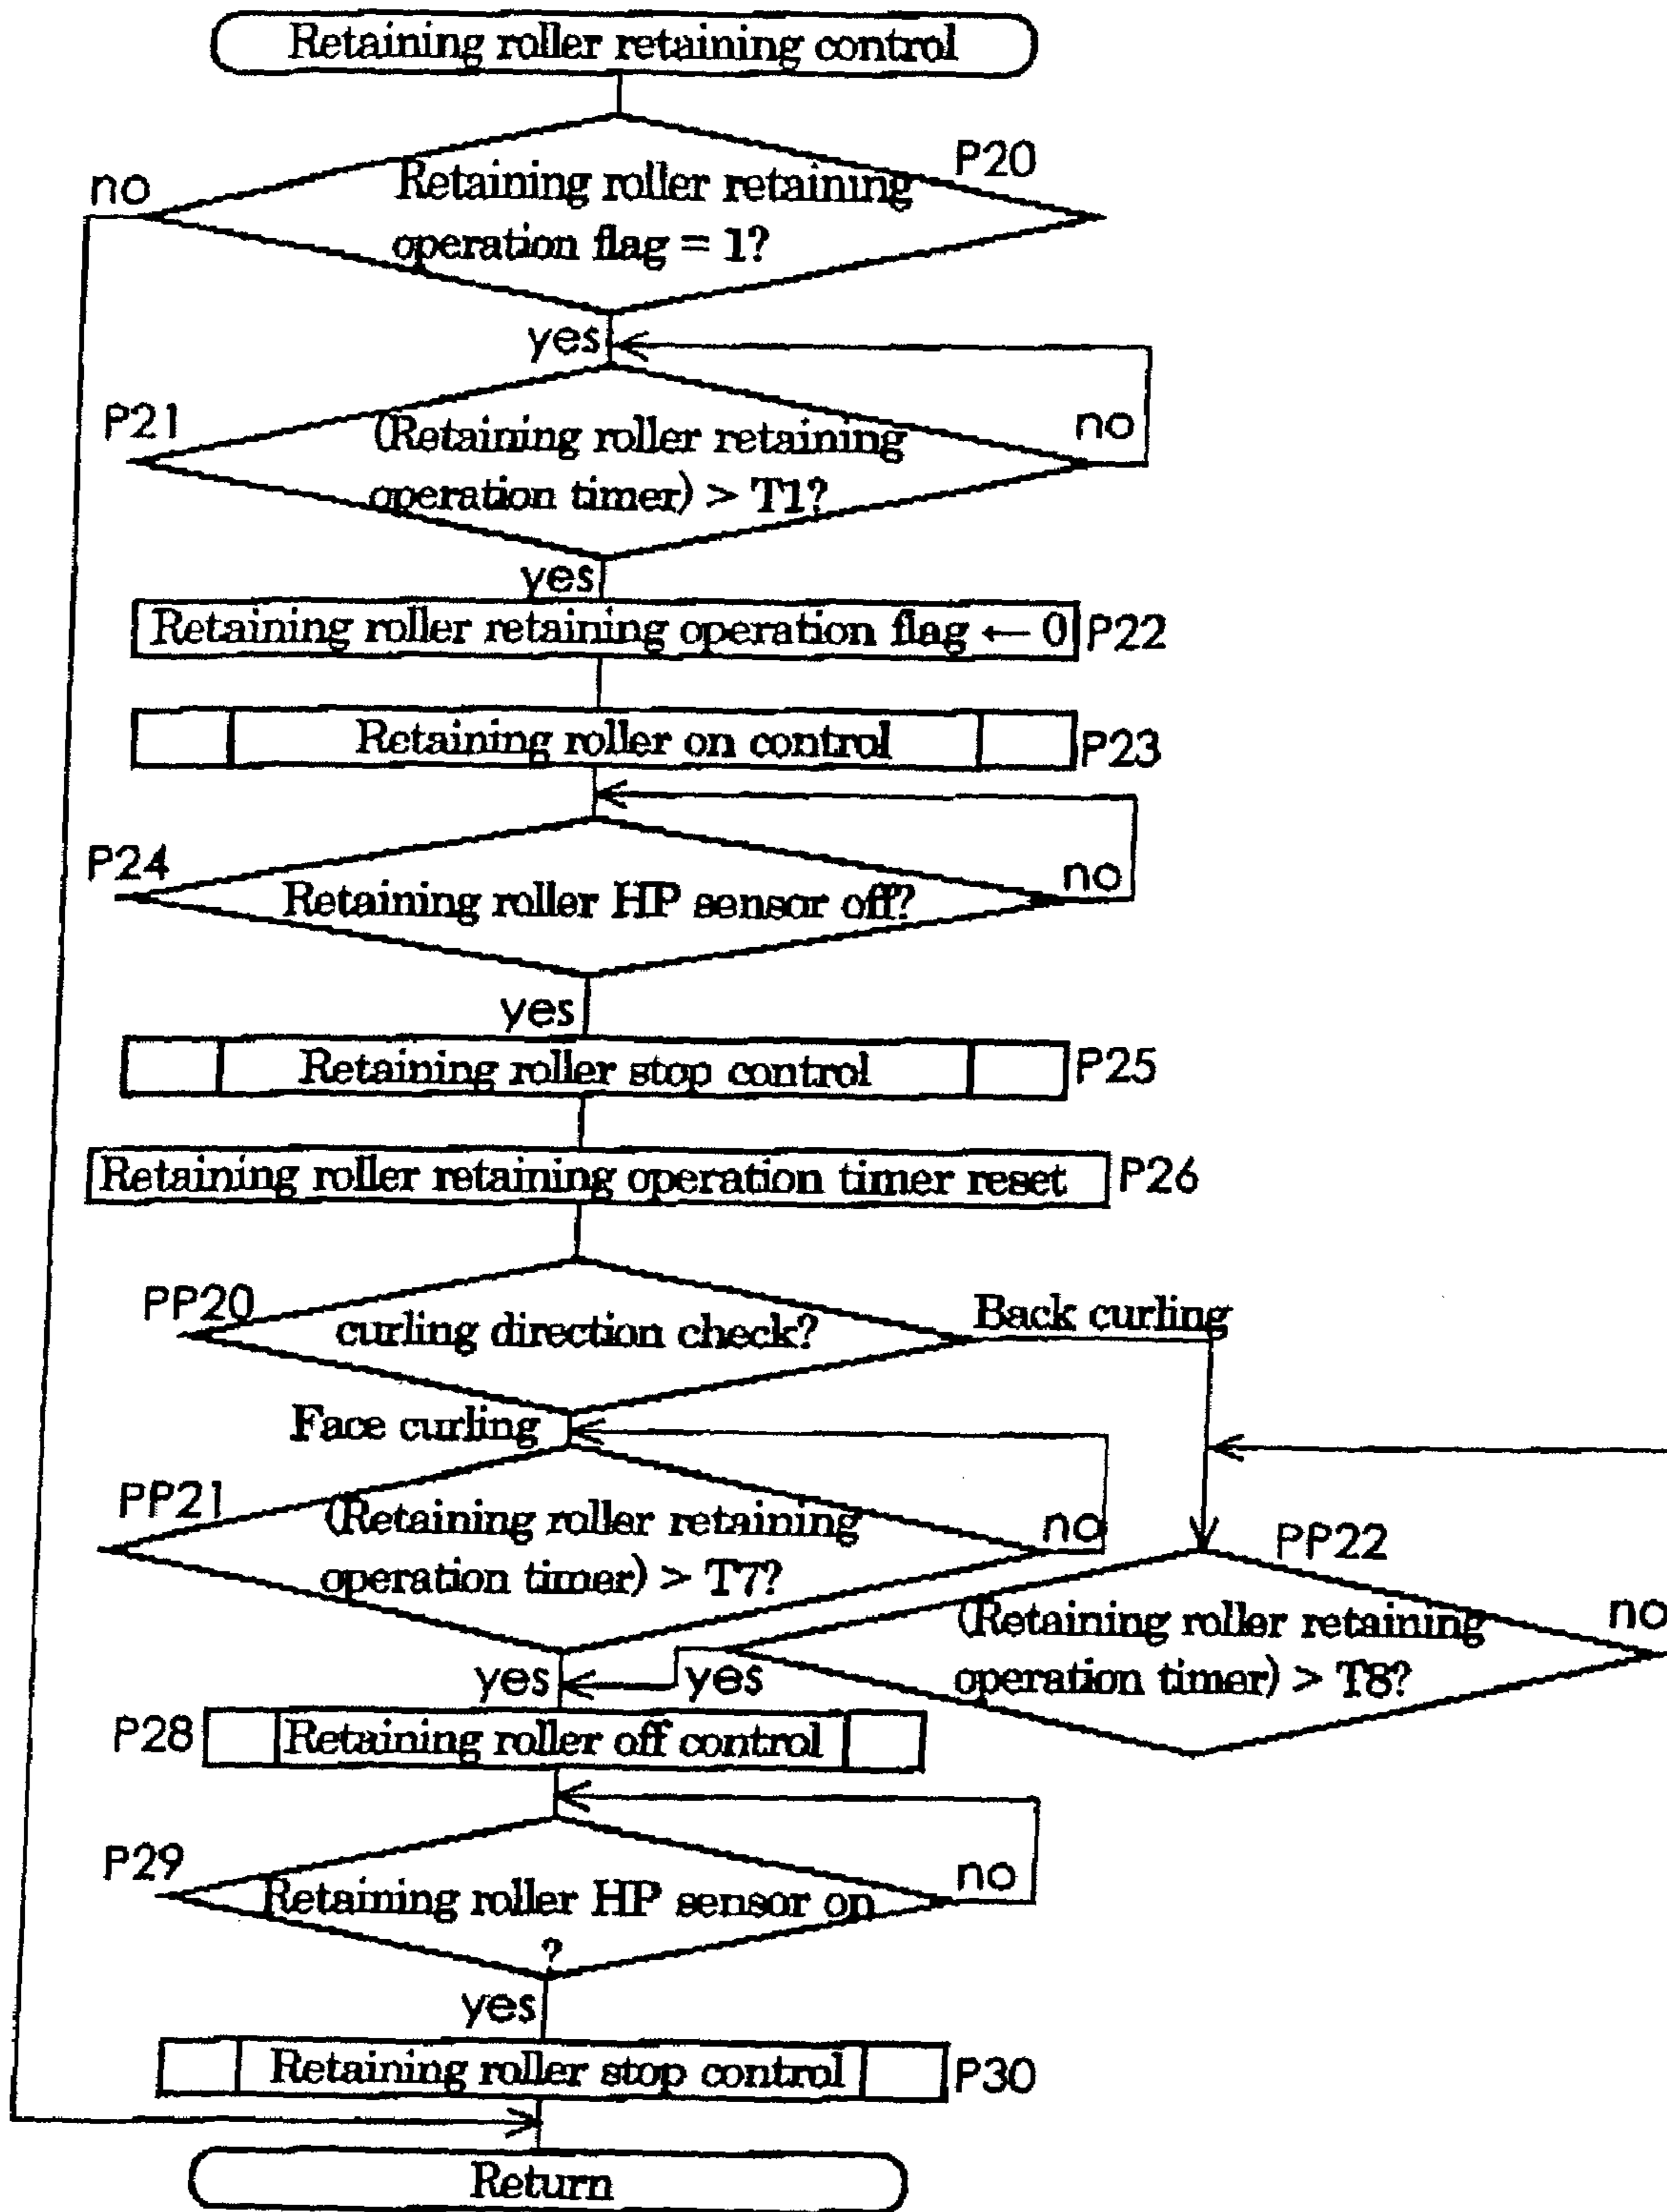 Retaining roller retaining control
P20
no
Retaining roller retaining
operation flag = 1?
yes
P21
(Retaining roller retaining
operation timer) > T1?
no
yes
Retaining roller retaining operation flag ← 0
P22
Retaining roller on control
P23
P24
Retaining roller HP sensor off?
no
yes
Retaining roller stop control
P25
Retaining roller retaining operation timer reset
P26
PP20
curling direction check?
Back curling
Face curling
PP21
(Retaining roller retaining
operation timer) > T7?
no
PP22
(Retaining roller retaining
operation timer) > T8?
no
yes
yes
P28
Retaining roller off control
P29
Retaining roller HP sensor on
?
no
yes
Retaining roller stop control
P30
Return